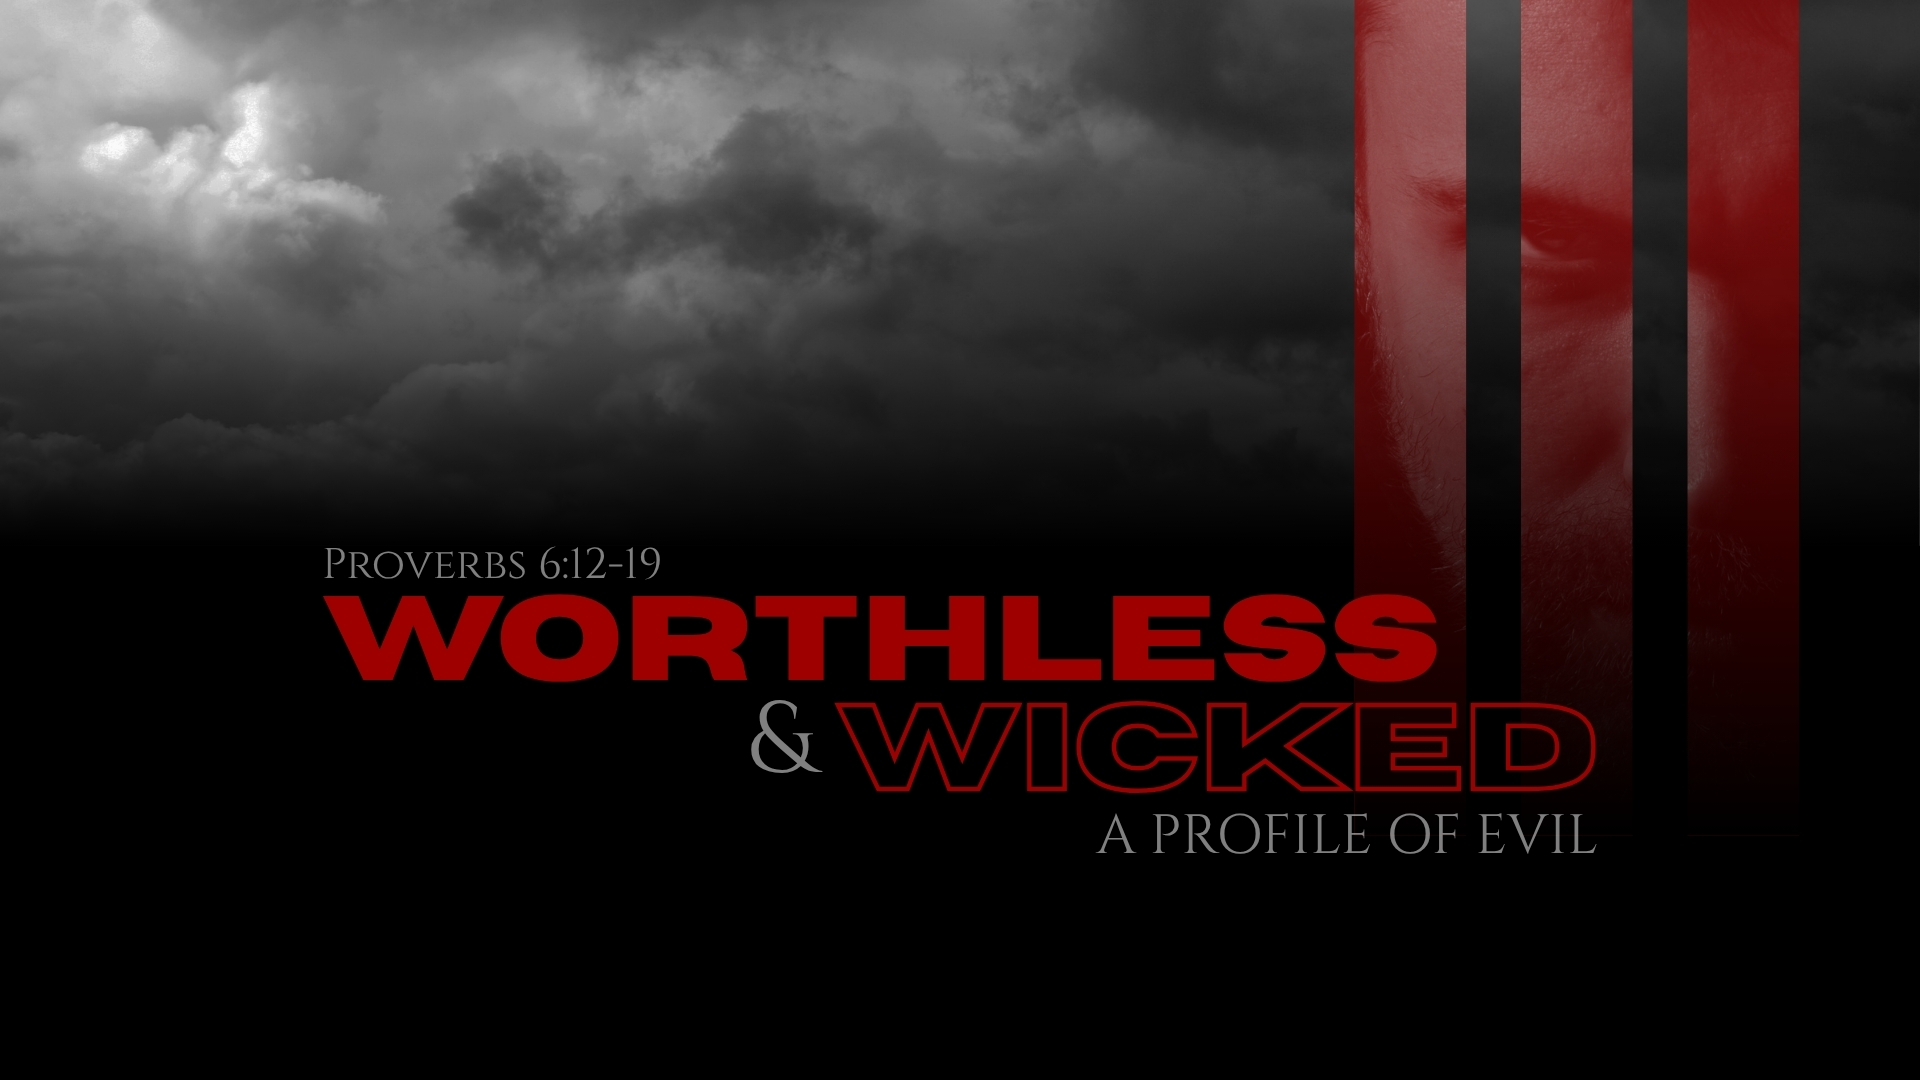 Proverbs 6:12-19
WORTHLESS
& WICKED
A PROFILE OF EVIL